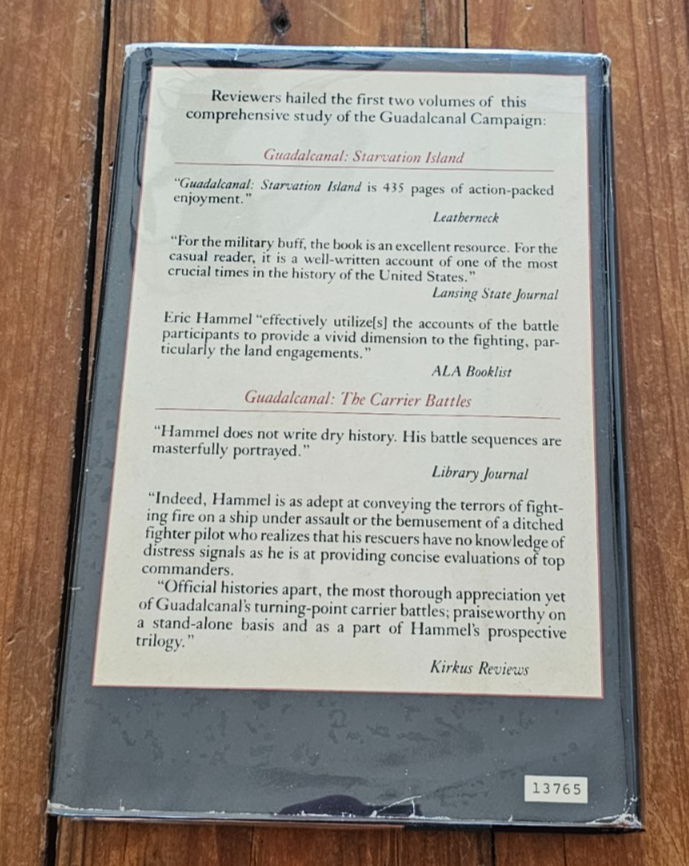 Reviewers hailed the first two volumes of this
comprehensive study of the Guadalcanal Campaign:
Guadalcanal: Starvation Island
"Guadalcanal: Starvation Island is 435 pages of action-packed
enjoyment."
Leatherneck
"For the military buff, the book is an excellent resource. For the
casual reader, it is a well-written account of one of the most
crucial times in the history of the United States."
Lansing State Journal
Eric Hammel "effectively utilize[s] the accounts of the battle
participants to provide a vivid dimension to the fighting, par-
ticularly the land engagements."
ALA Booklist
Guadalcanal: The Carrier Battles
"Hammel does not write dry history. His battle sequences are
masterfully portrayed."
Library Journal
"Indeed, Hammel is as adept at conveying the terrors of fight-
ing fire on a ship under assault or the bemusement of a ditched
fighter pilot who realizes that his rescuers have no knowledge of
distress signals as he is at providing concise evaluations of top
commanders.
"Official histories apart, the most thorough appreciation yet
of Guadalcanal's turning-point carrier battles; praiseworthy on
a stand-alone basis and as a part of Hammel's prospective
trilogy."
Kirkus Reviews
13765